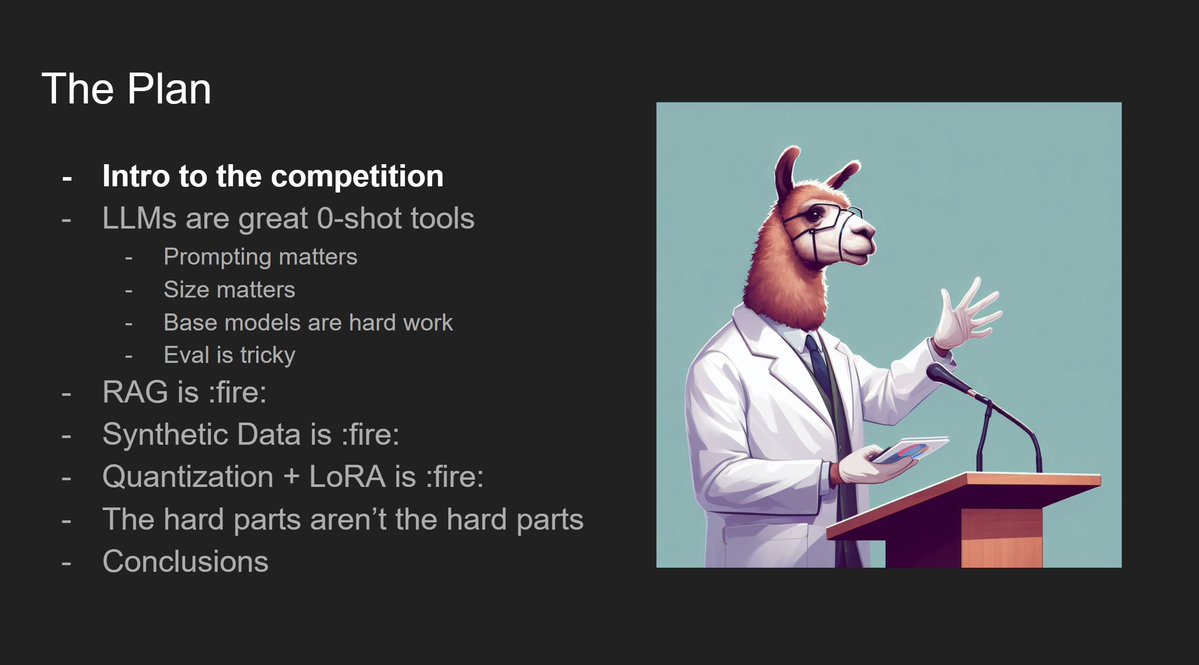 The Plan
- Intro to the competition
- LLMs are great 0-shot tools
- Prompting matters
- Size matters
- Base models are hard work
- Eval is tricky
- RAG is :fire:
- Synthetic Data is :fire:
- Quantization + LoRA is :fire:
- The hard parts aren’t the hard parts
- Conclusions